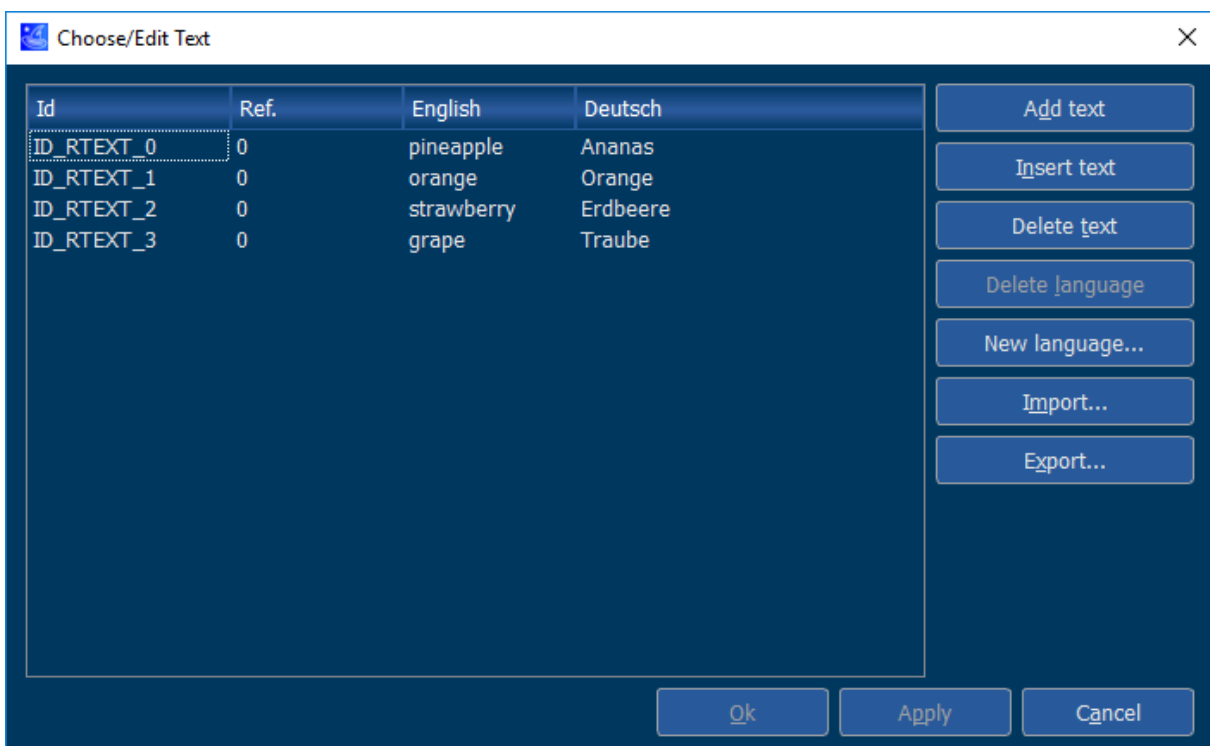 Choose/Edit Text
Id Ref. English Deutsch
ID_RTEXT_0 0 pineapple Ananas
ID_RTEXT_1 0 orange Orange
ID_RTEXT_2 0 strawberry Erdbeere
ID_RTEXT_3 0 grape Traube
Add text
Insert text
Delete text
Delete language
New language...
Import...
Export...
Ok Apply Cancel